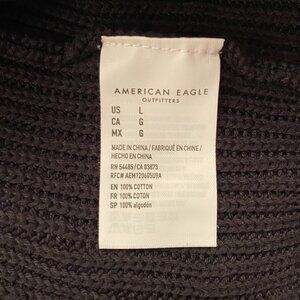 AMERICAN EAGLE
OUTFITTERS
US L
CA G
MX G
MADE IN CHINA / FABRIQUÉ EN CHINE /
HECHO EN CHINA
RN 54485 / CA 03873
RFC# AEM120605U9A
EN 100% COTTON
FR 100% COTON
SP 100% algodón